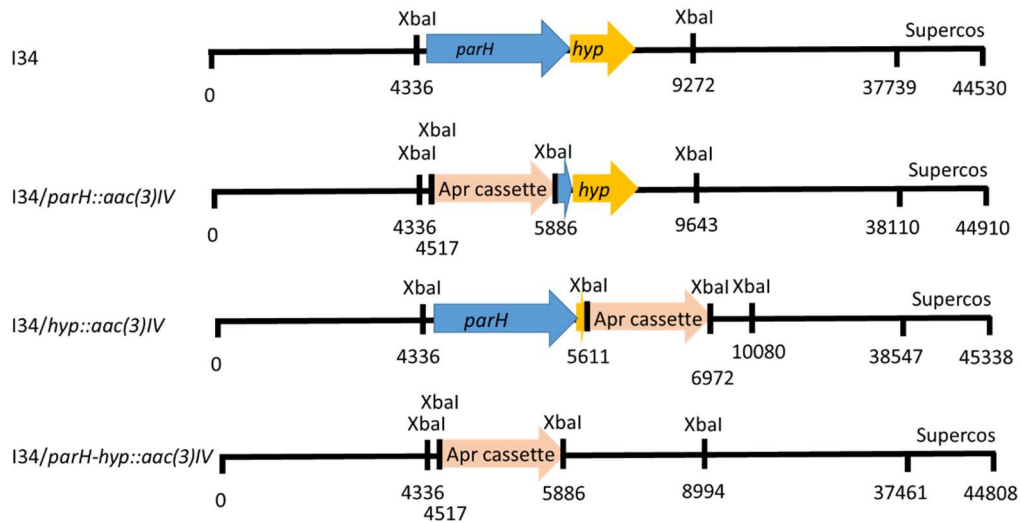 XbaI XbaI
Supercos
I34 parH hyp
0 4336 9272 37739 44530
XbaI
XbaI XbaI XbaI
Supercos
I34/parH::aac(3)IV Apr cassette hyp
0 4336 5886 9643 38110 44910
4517
XbaI XbaI XbaI XbaI
Supercos
I34/hyp::aac(3)IV parH Apr cassette
0 4336 5611 10080 38547 45338
6972
XbaI
XbaI XbaI XbaI
Supercos
I34/parH-hyp::aac(3)IV Apr cassette
0 4336 5886 8994 37461 44808
4517